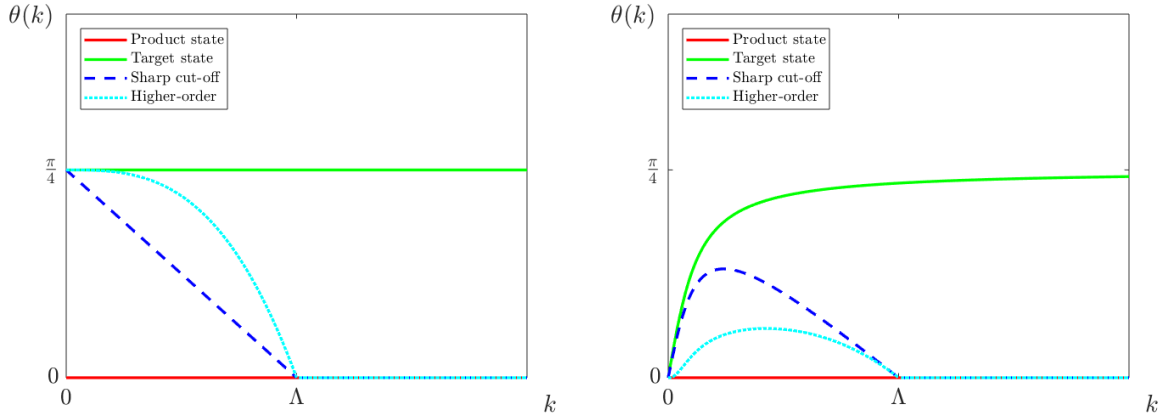 θ(k)
Product state
Target state
Sharp cut-off
Higher-order
π/4
0
0
Λ
k
θ(k)
Product state
Target state
Sharp cut-off
Higher-order
π/4
0
0
Λ
k